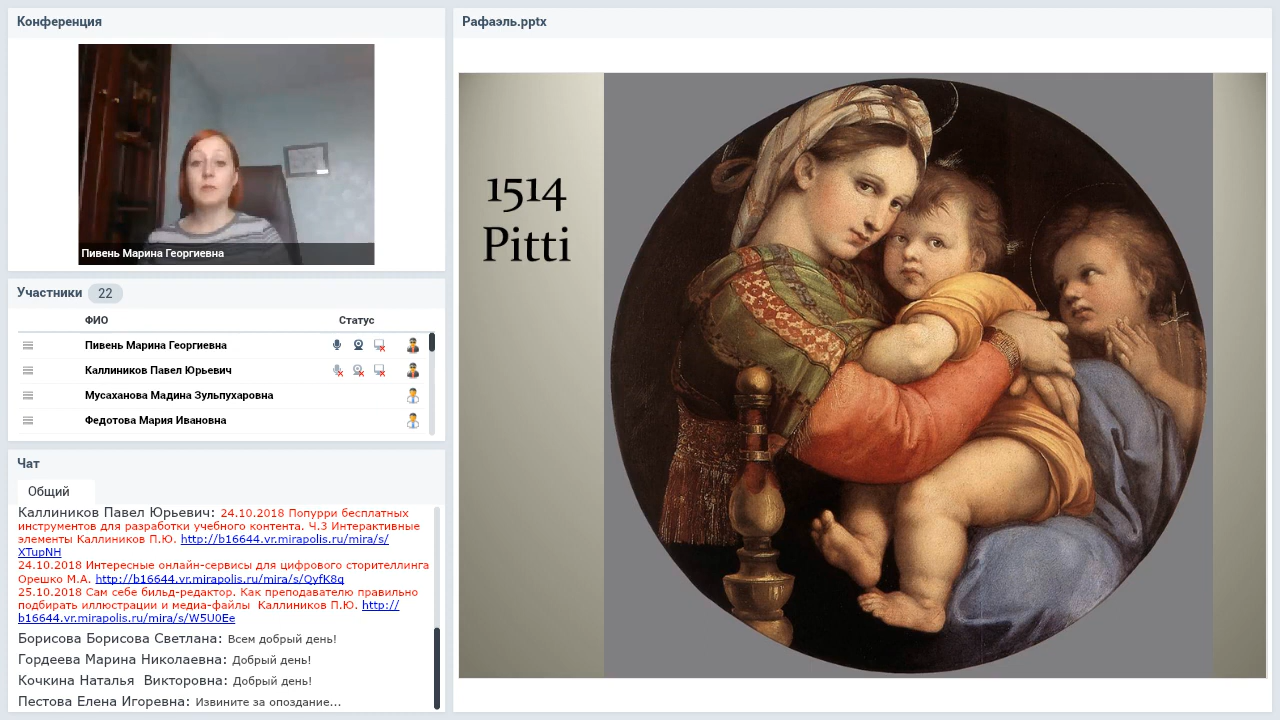 Конференция
Пивень Марина Георгиевна
Участники 22
ФИО Статус
Пивень Марина Георгиевна
Каллиников Павел Юрьевич
Мусаханова Мадина Зульпухаровна
Федотова Мария Ивановна
Чат
Общий
Каллиников Павел Юрьевич: 24.10.2018 Попурри бесплатных
инструментов для разработки учебного контента. Ч.3 Интерактивные
элементы Каллиников П.Ю. http://b16644.vr.mirapolis.ru/mira/s/
XTupNH
24.10.2018 Интересные онлайн-сервисы для цифрового сторителлинга
Орешко М.А. http://b16644.vr.mirapolis.ru/mira/s/QyfK8q
25.10.2018 Сам себе бильд-редактор. Как преподавателю правильно
подбирать иллюстрации и медиа-файлы Каллиников П.Ю. http://
b16644.vr.mirapolis.ru/mira/s/W5U0Ee
Борисова Борисова Светлана: Всем добрый день!
Гордеева Марина Николаевна: Добрый день!
Кочкина Наталья Викторовна: Добрый день!
Пестова Елена Игоревна: Извините за опоздание...
Рафаэль.pptx
1514
Pitti